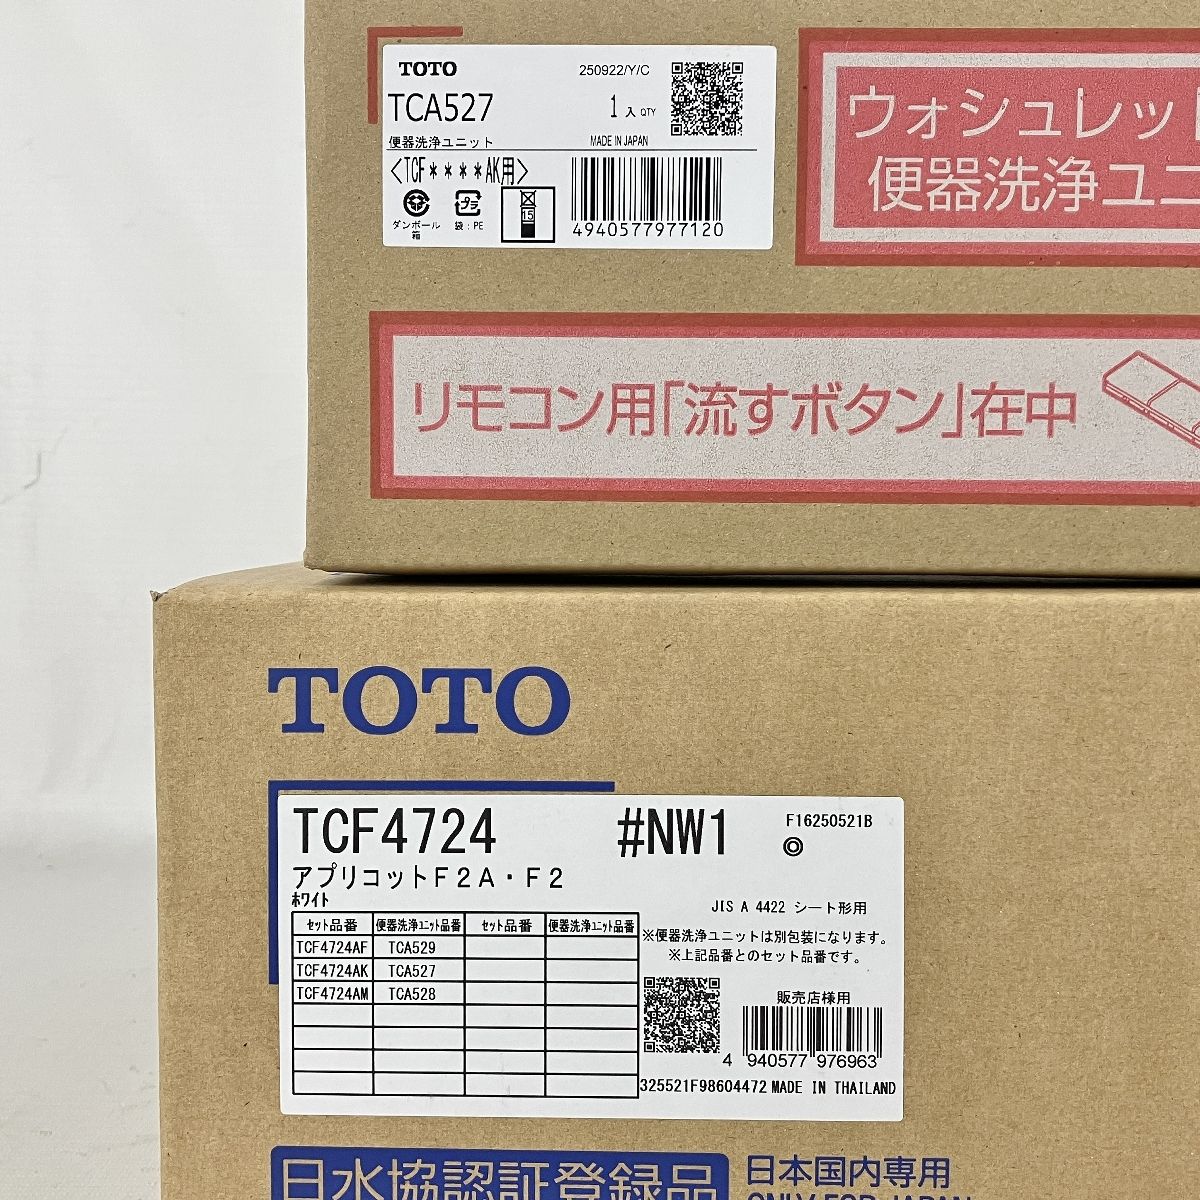 TOTO 250922/Y/C
TCA527 1 入 QTY
便器洗浄ユニット MADE IN JAPAN
<TCF****AK用>
プラ 15
ダンボール箱 袋:PE
4940577977120
ウォシュレッ
便器洗浄ユニ
リモコン用「流すボタン」在中
TOTO
TCF4724 #NW1 F16250521B
◎
アプリコットF2A・F2
ホワイト
JIS A 4422 シート形用
※便器洗浄ユニットは別包装になります。
※上記品番とのセット品番です。
セット品番 便器洗浄ユニット品番 セット品番 便器洗浄ユニット品番
TCF4724AF TCA529
TCF4724AK TCA527
TCF4724AM TCA528
販売店様用
4 940577 976963
325521F98604472 MADE IN THAILAND
日水協認証登録品
日本国内専用
ONLY FOR JAPAN